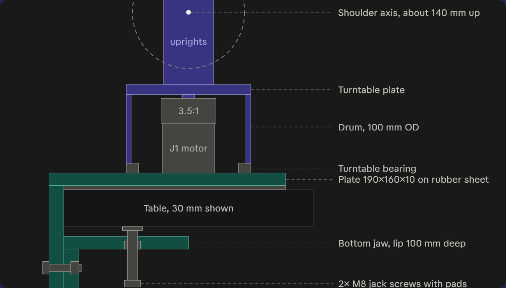 Shoulder axis, about 140 mm up
uprights
Turntable plate
3.5:1
Drum, 100 mm OD
J1 motor
Turntable bearing
Plate 190×160×10 on rubber sheet
Table, 30 mm shown
Bottom jaw, lip 100 mm deep
2× M8 jack screws with pads